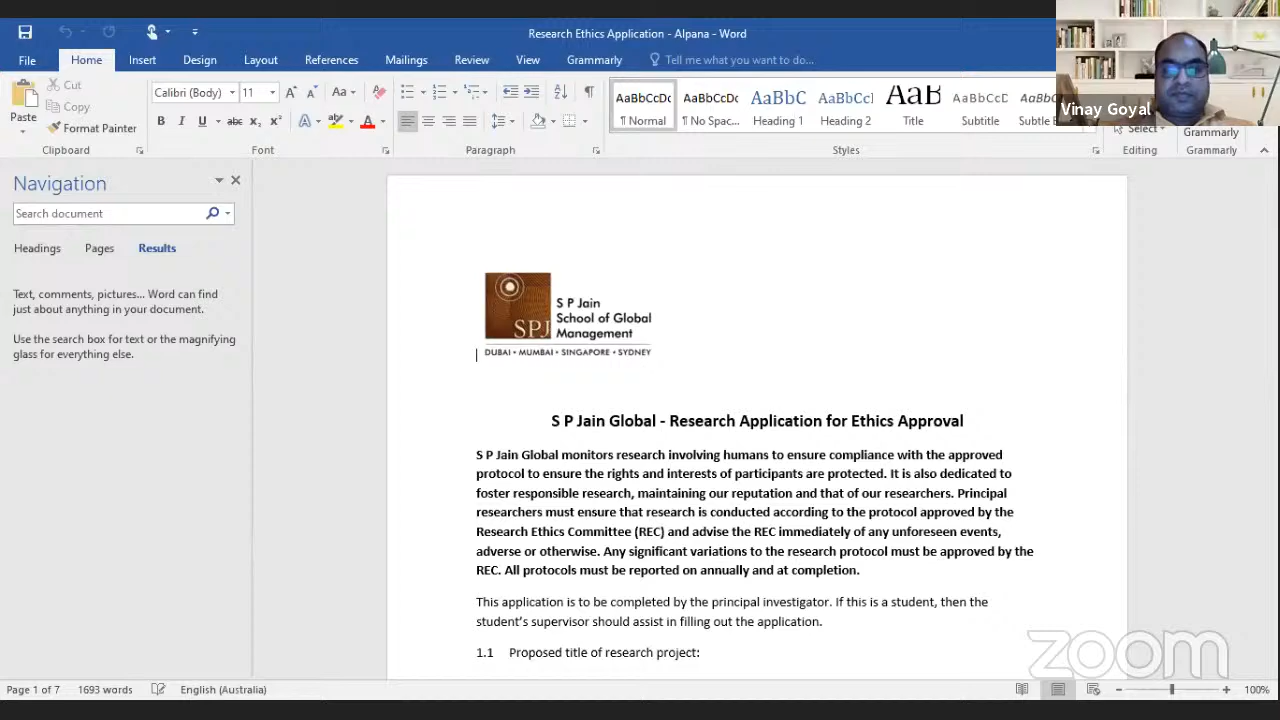 Research Ethics Application - Alpana - Word
File Home Insert Design Layout References Mailings Review View Grammarly Tell me what you want to do...
Vinay Goyal
Paste
Cut
Copy
Format Painter
Calibri (Body) 11 Aa
B I U abc X₂ X² A A
AaBbCcDc AaBbCcDc AaBbC AaBbCcI AaB AaBbCcD AaBbCc
¶ Normal ¶ No Spac... Heading 1 Heading 2 Title Subtitle Subtle
Select
Grammarly
Clipboard Font Paragraph Styles Editing Grammarly
Navigation
Search document
Headings Pages Results
Text, comments, pictures... Word can find
just about anything in your document.
Use the search box for text or the magnifying
glass for everything else.
SPJ
S P Jain
School of Global
Management
DUBAI • MUMBAI • SINGAPORE • SYDNEY
S P Jain Global - Research Application for Ethics Approval
S P Jain Global monitors research involving humans to ensure compliance with the approved
protocol to ensure the rights and interests of participants are protected. It is also dedicated to
foster responsible research, maintaining our reputation and that of our researchers. Principal
researchers must ensure that research is conducted according to the protocol approved by the
Research Ethics Committee (REC) and advise the REC immediately of any unforeseen events,
adverse or otherwise. Any significant variations to the research protocol must be approved by the
REC. All protocols must be reported on annually and at completion.
This application is to be completed by the principal investigator. If this is a student, then the
student's supervisor should assist in filling out the application.
1.1 Proposed title of research project:
zoom
Page 1 of 7 1693 words English (Australia) 100%